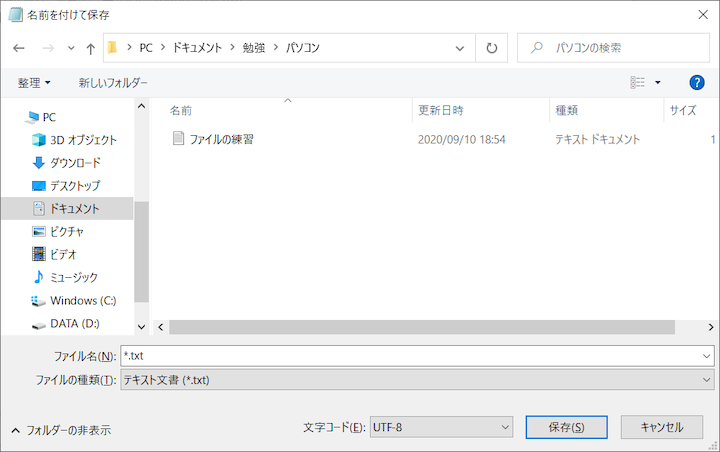 名前を付けて保存
PC ドキュメント 勉強 パソコン
パソコンの検索
整理 新しいフォルダー
名前 更新日時 種類 サイズ
ファイルの練習 2020/09/10 18:54 テキスト ドキュメント 1
PC
3D オブジェクト
ダウンロード
デスクトップ
ドキュメント
ピクチャ
ビデオ
ミュージック
Windows (C:)
DATA (D:)
ファイル名(N): *.txt
ファイルの種類(T): テキスト文書 (*.txt)
フォルダーの非表示
文字コード(E): UTF-8
保存(S) キャンセル